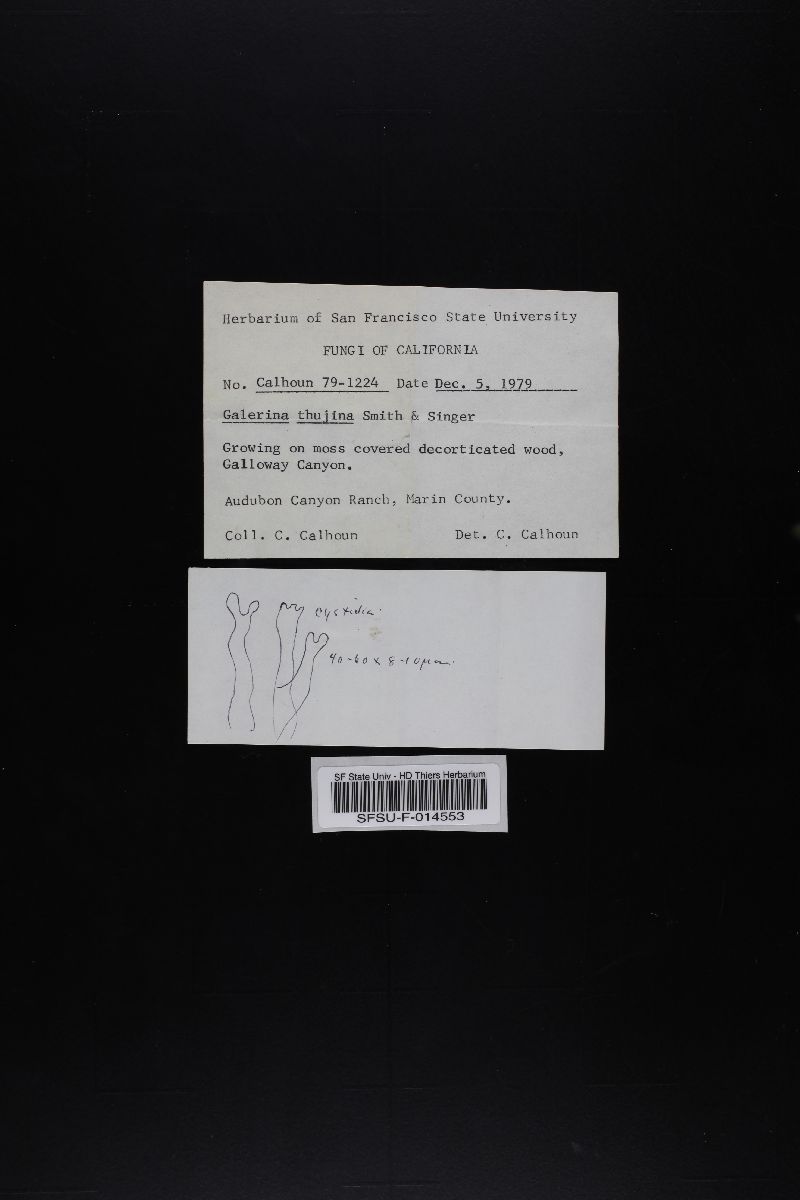 Herbarium of San Francisco State University
FUNGI OF CALIFORNIA
No. Calhoun 79-1224 Date Dec. 5, 1979
Galerina thujina Smith & Singer
Growing on moss covered decorticated wood,
Galloway Canyon.
Audubon Canyon Ranch, Marin County.
Coll. C. Calhoun Det. C. Calhoun
cystidia.
40-60 x 8-10 µm.
SF State Univ - HD Thiers Herbarium
SFSU-F-014553